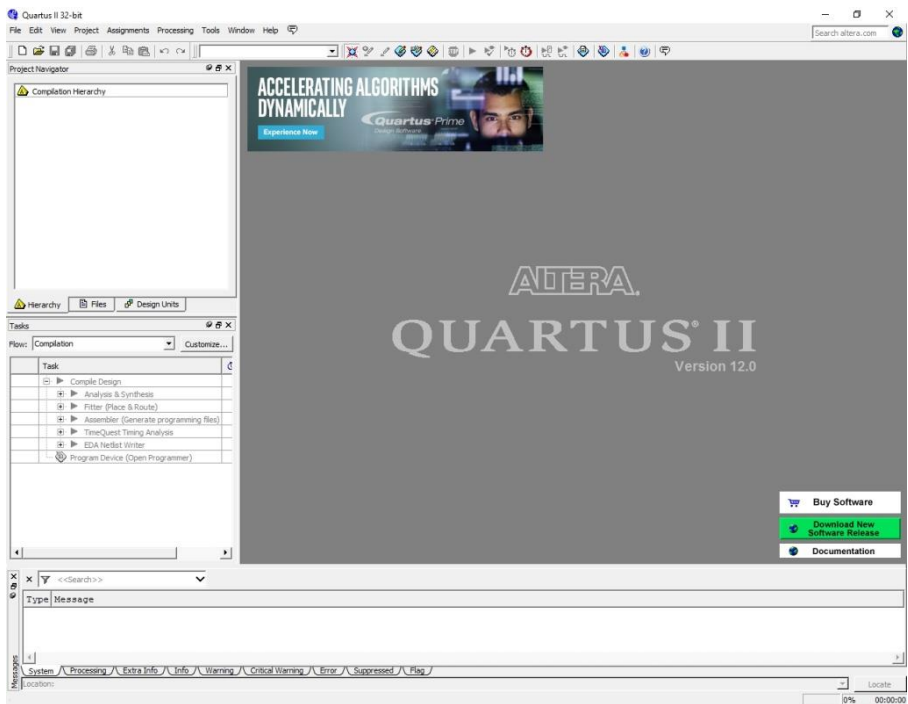 Quartus II 32-bit
File Edit View Project Assignments Processing Tools Window Help
Search altera.com
Project Navigator
Compilation Hierarchy
Hierarchy Files Design Units
Tasks
Flow: Compilation Customize...
Task
Compile Design
Analysis & Synthesis
Fitter (Place & Route)
Assembler (Generate programming files)
TimeQuest Timing Analysis
EDA Netlist Writer
Program Device (Open Programmer)
ACCELERATING ALGORITHMS
DYNAMICALLY
Quartus Prime
Design Software
Experience Now
ALTERA.
QUARTUS® II
Version 12.0
Buy Software
Download New
Software Release
Documentation
<<Search>>
Type Message
Messages
System Processing Extra Info Info Warning Critical Warning Error Suppressed Flag
Location: Locate
0% 00:00:00